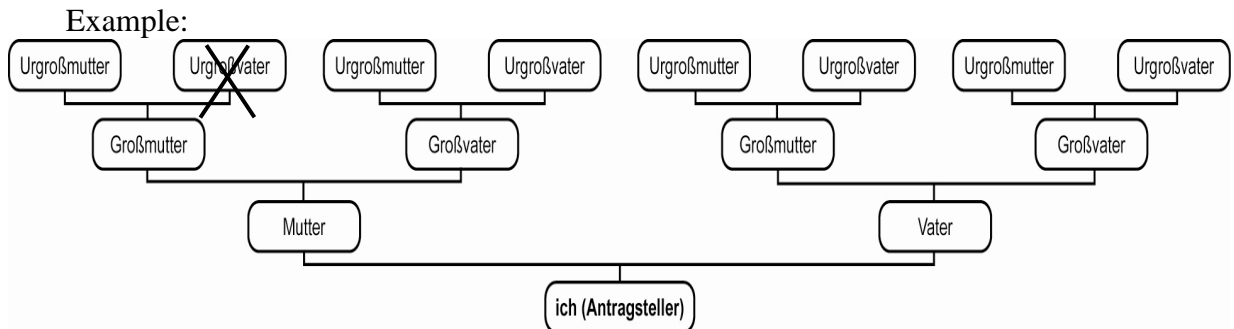 Example:
Urgroßmutter Urgroßvater Urgroßmutter Urgroßvater Urgroßmutter Urgroßvater Urgroßmutter Urgroßvater
Großmutter Großvater Großmutter Großvater
Mutter Vater
ich (Antragsteller)